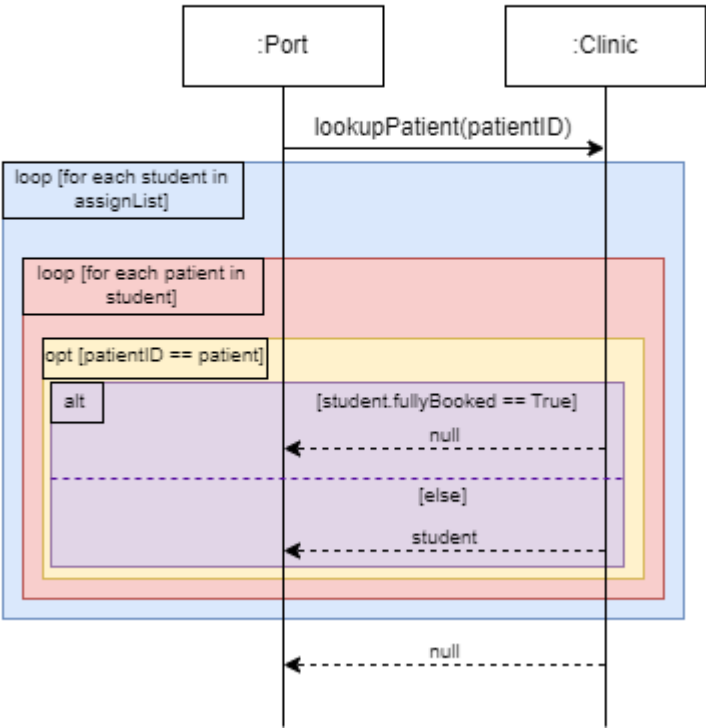 :Port
:Clinic
lookupPatient(patientID)
loop [for each student in
assignList]
loop [for each patient in
student]
opt [patientID == patient]
alt
[student.fullyBooked == True]
null
[else]
student
null